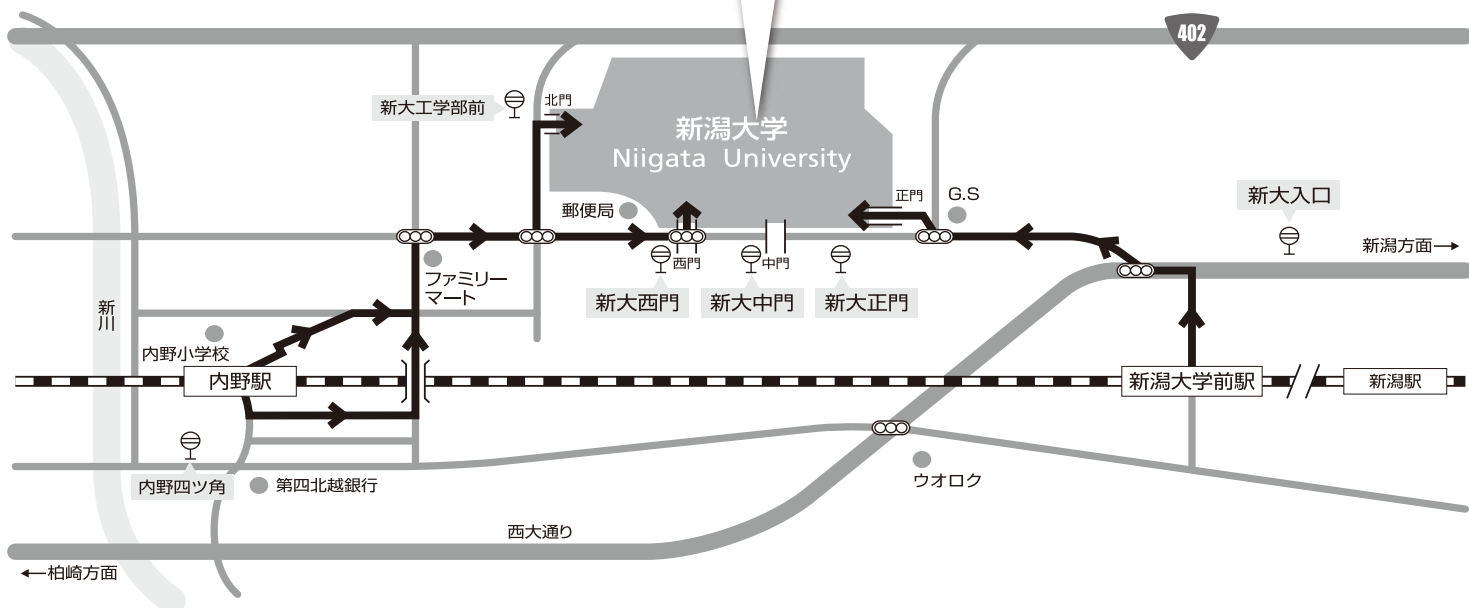 402
新大工学部前
北門
新潟大学
Niigata University
正門
G.S
新大入口
郵便局
新潟方面→
西門
中門
ファミリー
マート
新大西門
新大中門
新大正門
新川
内野小学校
内野駅
新潟大学前駅
新潟駅
ウオロク
内野四ツ角
第四北越銀行
西大通り
←柏崎方面